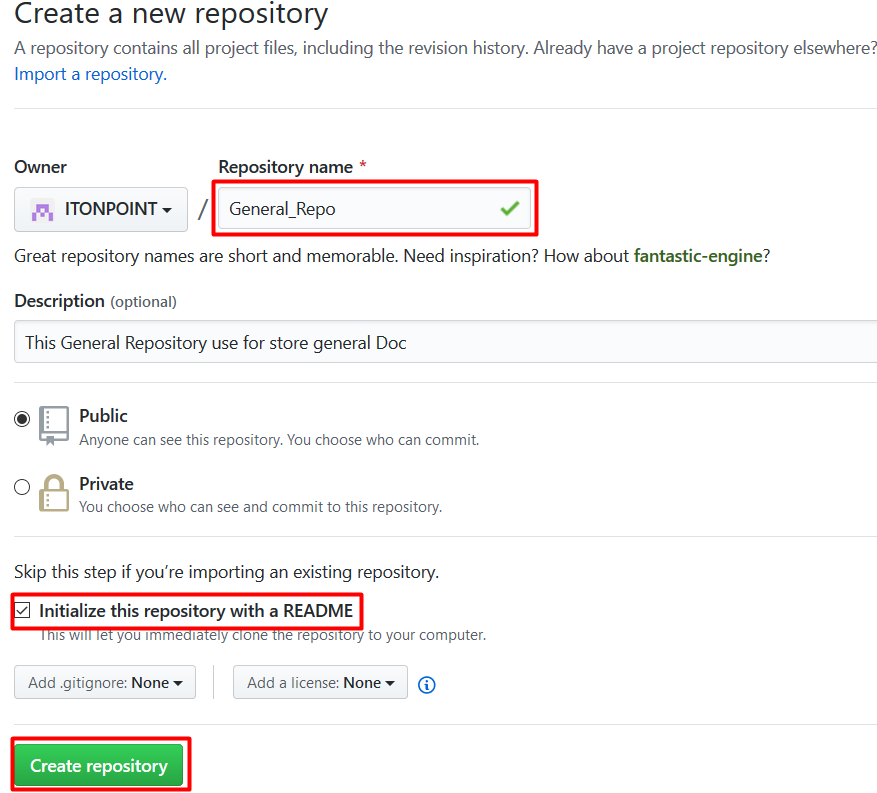 Create a new repository
A repository contains all project files, including the revision history. Already have a project repository elsewhere?
Import a repository.
Owner
Repository name *
ITONPOINT
/
General_Repo
Great repository names are short and memorable. Need inspiration? How about fantastic-engine?
Description (optional)
This General Repository use for store general Doc
Public
Anyone can see this repository. You choose who can commit.
Private
You choose who can see and commit to this repository.
Skip this step if you’re importing an existing repository.
Initialize this repository with a README
This will let you immediately clone the repository to your computer.
Add .gitignore: None
Add a license: None
Create repository